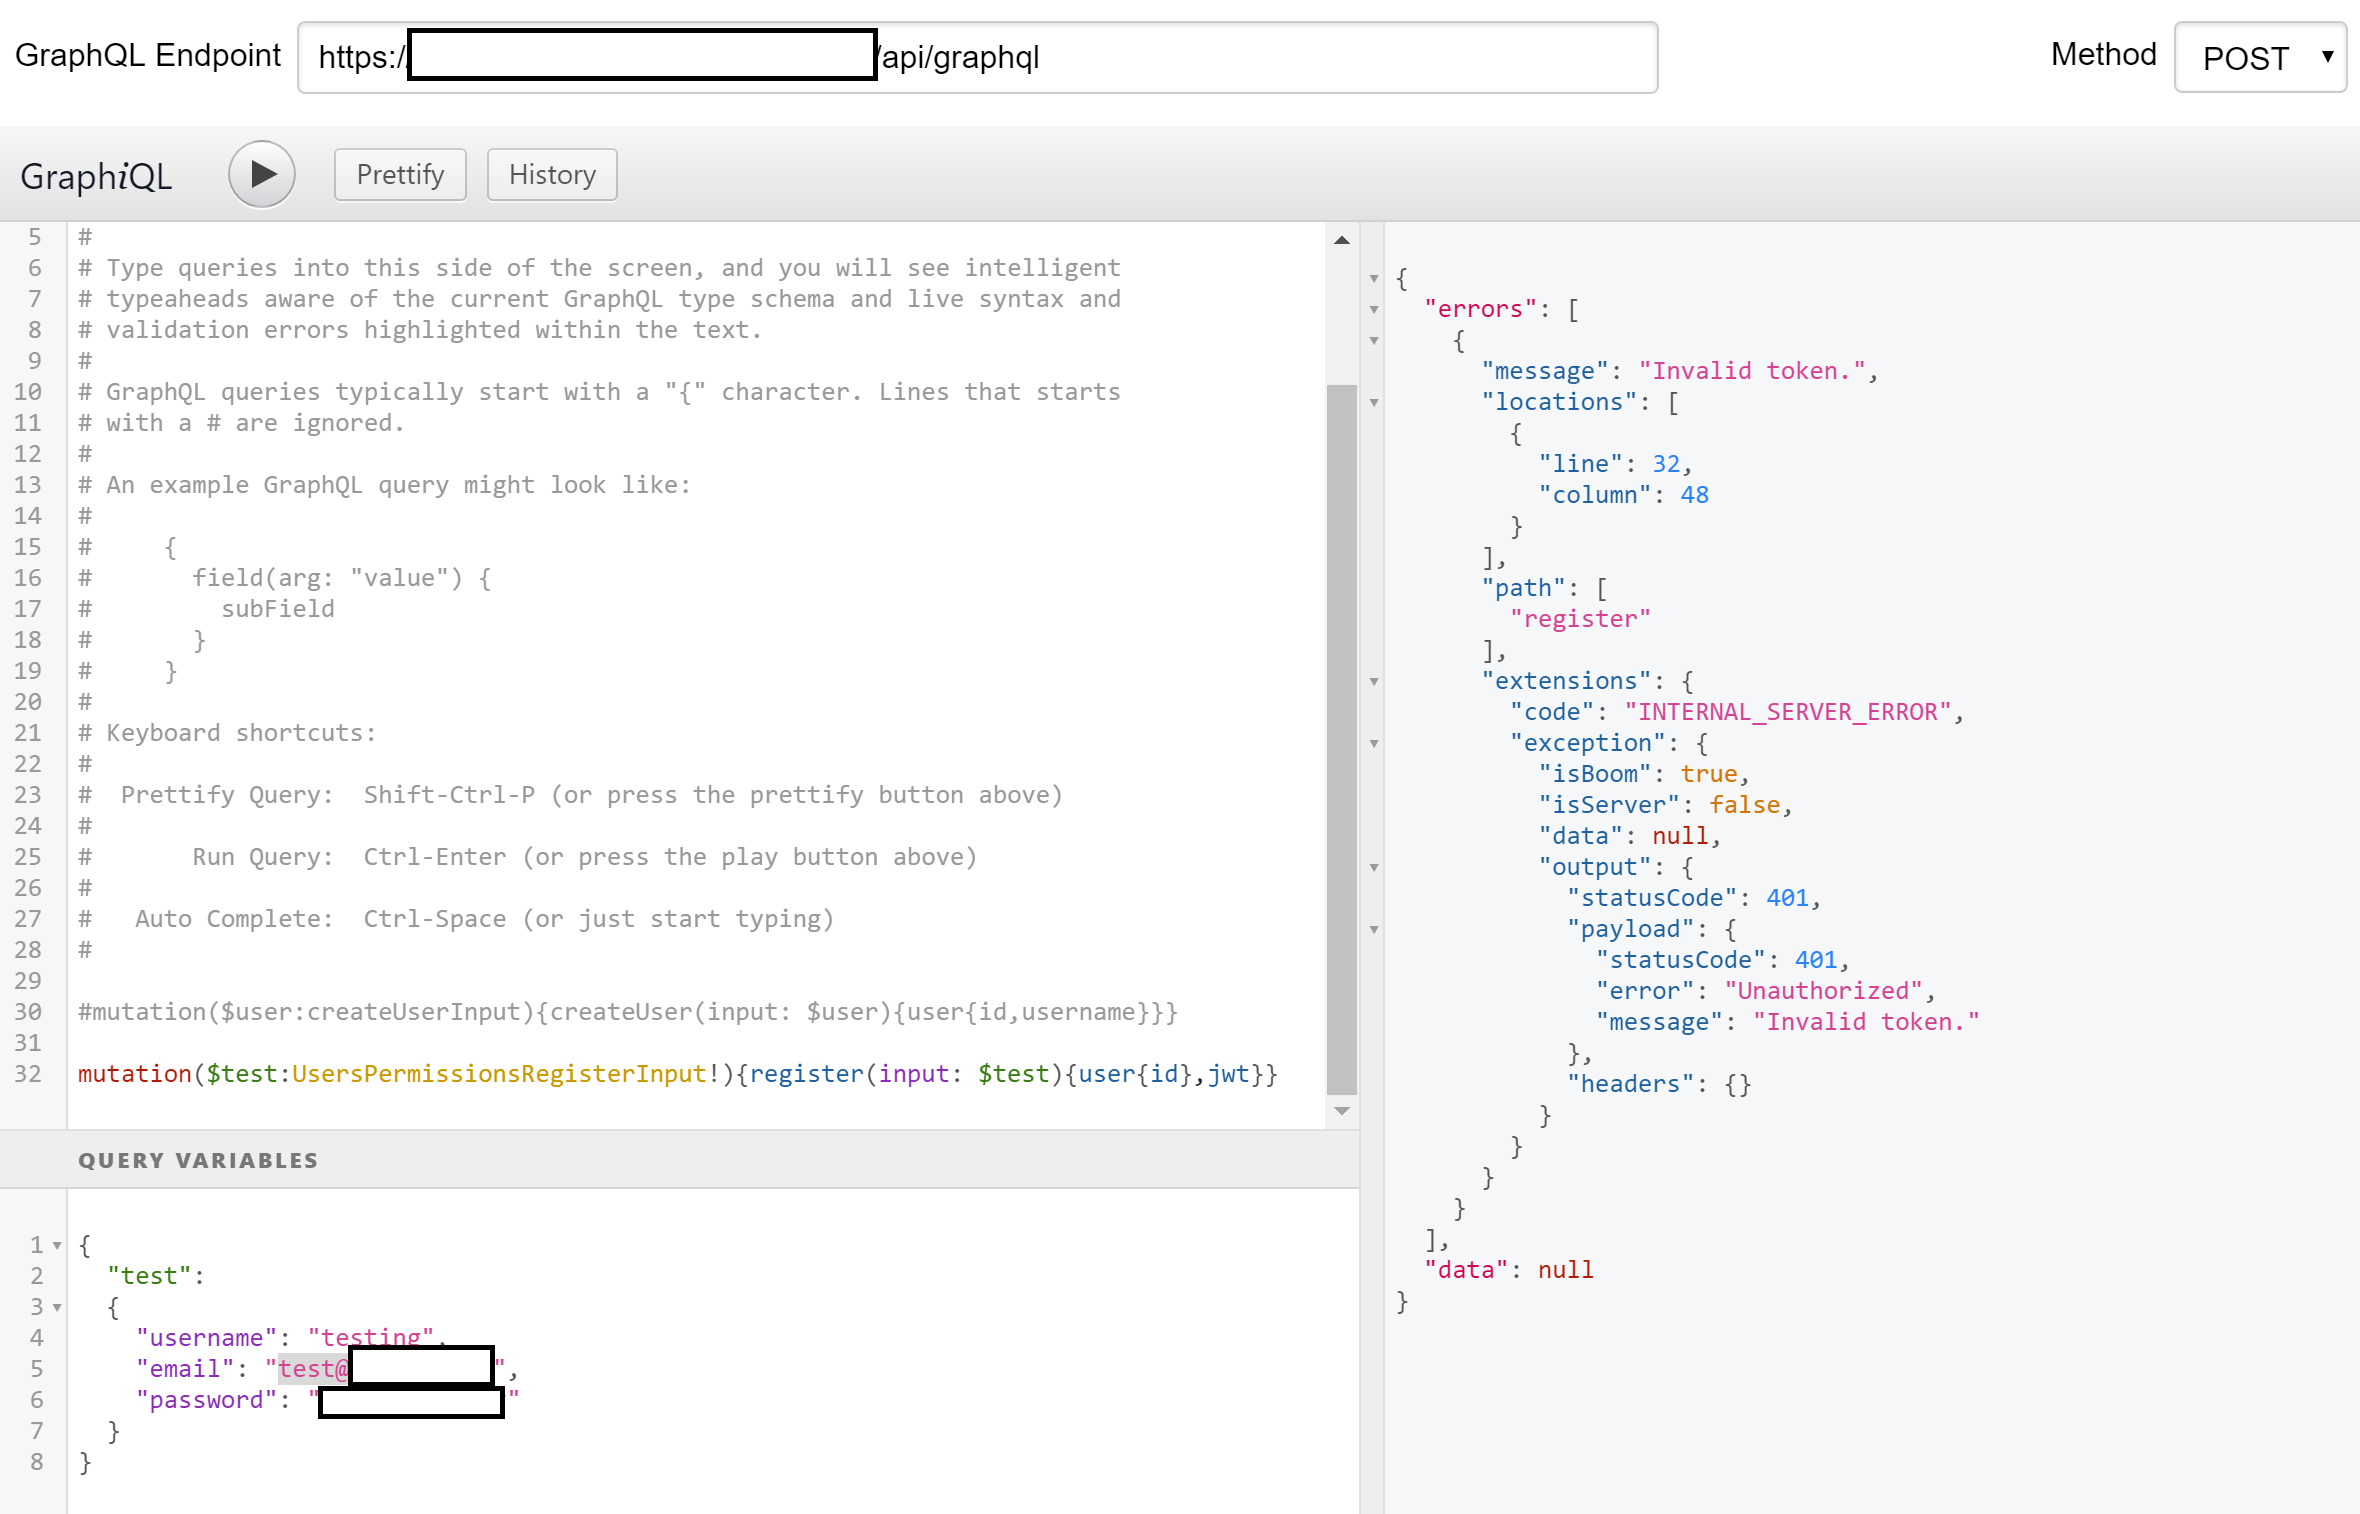 GraphQL Endpoint https:/ /api/graphql Method POST
GraphiQL Prettify History
5 #
6 # Type queries into this side of the screen, and you will see intelligent
7 # typeaheads aware of the current GraphQL type schema and live syntax and
8 # validation errors highlighted within the text.
9 #
10 # GraphQL queries typically start with a "{" character. Lines that starts
11 # with a # are ignored.
12 #
13 # An example GraphQL query might look like:
14 #
15 #     {
16 #       field(arg: "value") {
17 #         subField
18 #       }
19 #     }
20 #
21 # Keyboard shortcuts:
22 #
23 #  Prettify Query:  Shift-Ctrl-P (or press the prettify button above)
24 #
25 #       Run Query:  Ctrl-Enter (or press the play button above)
26 #
27 #   Auto Complete:  Ctrl-Space (or just start typing)
28 #
29
30 #mutation($user:createUserInput){createUser(input: $user){user{id,username}}}
31
32 mutation($test:UsersPermissionsRegisterInput!){register(input: $test){user{id},jwt}}
QUERY VARIABLES
1 {
2   "test":
3   {
4     "username": "testing",
5     "email": "test@ ",
6     "password": " "
7   }
8 }
{
  "errors": [
    {
      "message": "Invalid token.",
      "locations": [
        {
          "line": 32,
          "column": 48
        }
      ],
      "path": [
        "register"
      ],
      "extensions": {
        "code": "INTERNAL_SERVER_ERROR",
        "exception": {
          "isBoom": true,
          "isServer": false,
          "data": null,
          "output": {
            "statusCode": 401,
            "payload": {
              "statusCode": 401,
              "error": "Unauthorized",
              "message": "Invalid token."
            },
            "headers": {}
          }
        }
      }
    }
  ],
  "data": null
}